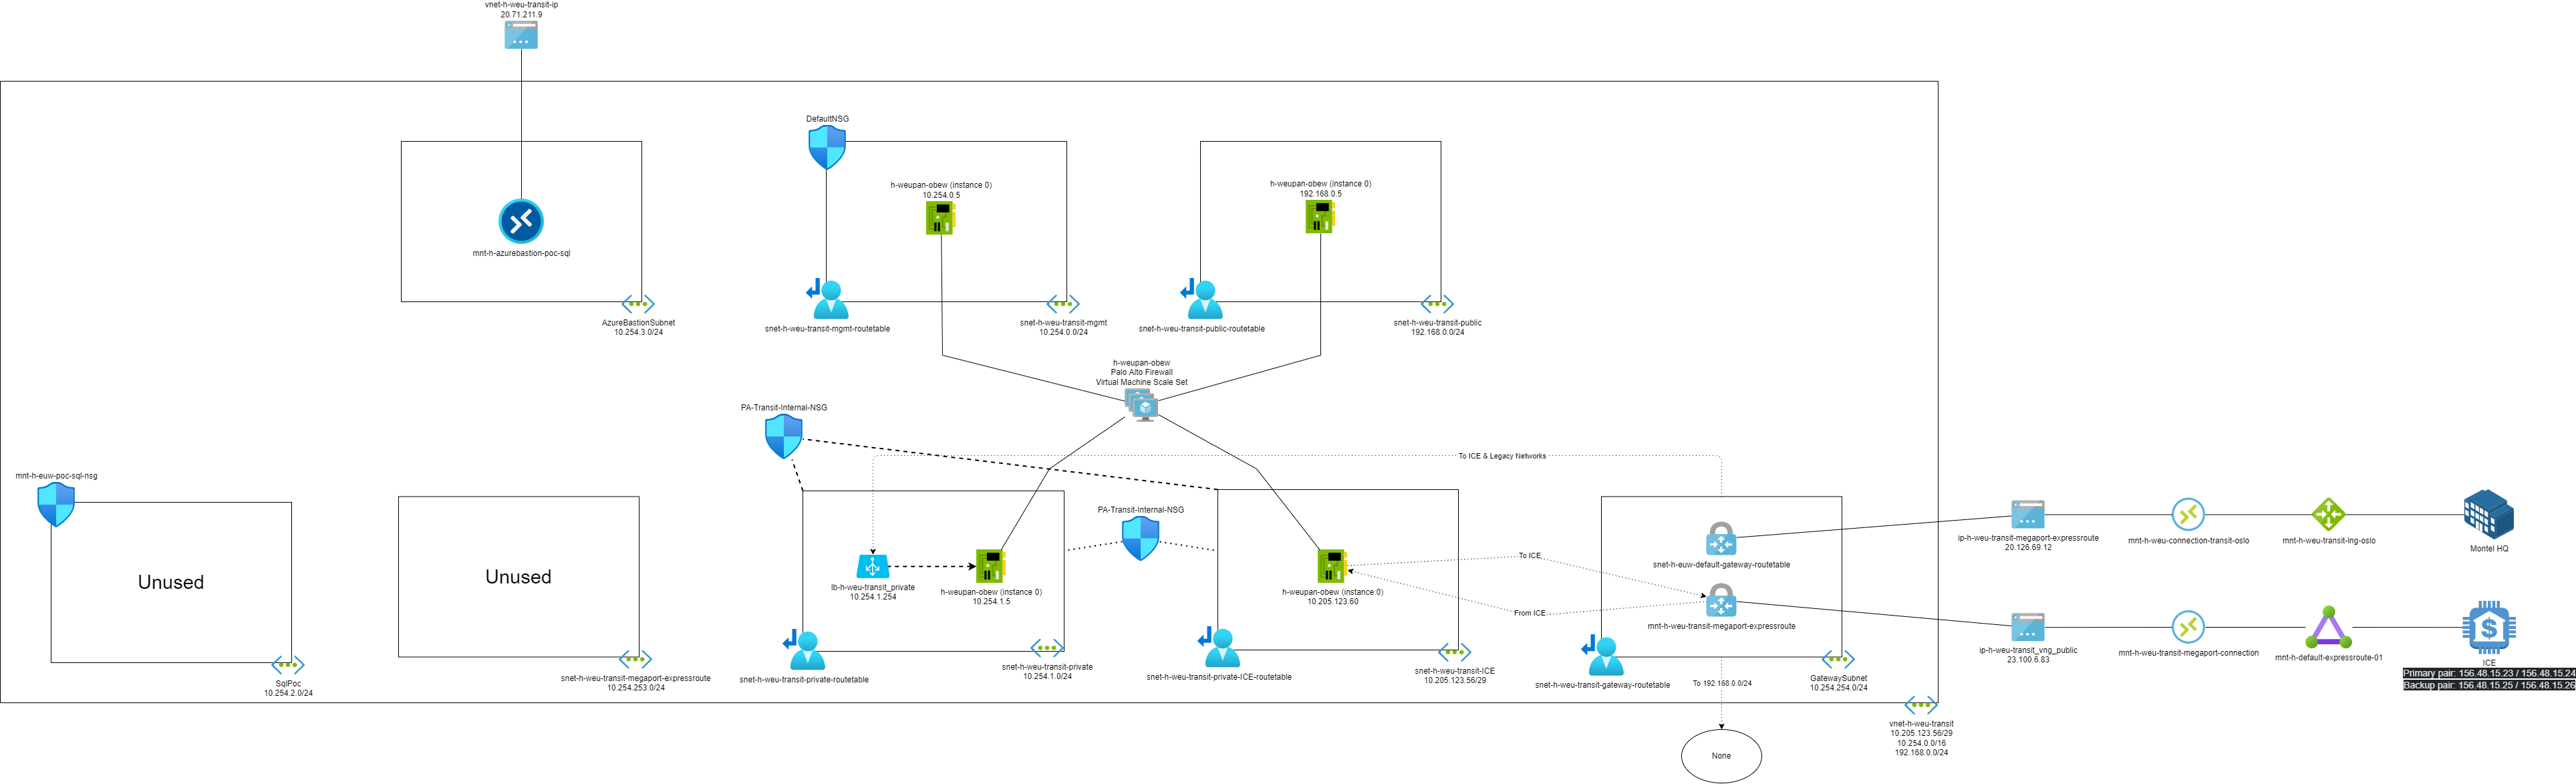 vnet-h-weu-transit-ip
20.71.211.9
DefaultNSG
h-weupan-obew (instance 0)
10.254.0.5
h-weupan-obew (instance 0)
192.168.0.5
mnt-h-azurebastion-poc-sql
AzureBastionSubnet
10.254.3.0/24
snet-h-weu-transit-mgmt-routetable
snet-h-weu-transit-mgmt
10.254.0.0/24
snet-h-weu-transit-public-routetable
snet-h-weu-transit-public
192.168.0.0/24
h-weupan-obew
Palo Alto Firewall
Virtual Machine Scale Set
PA-Transit-Internal-NSG
To ICE & Legacy Networks
mnt-h-euw-poc-sql-nsg
Unused
SqlPoc
10.254.2.0/24
Unused
snet-h-weu-transit-megaport-expressroute
10.254.253.0/24
PA-Transit-Internal-NSG
lb-h-weu-transit_private
10.254.1.254
h-weupan-obew (instance 0)
10.254.1.5
snet-h-weu-transit-private-routetable
snet-h-weu-transit-private
10.254.1.0/24
h-weupan-obew (instance 0)
10.205.123.60
snet-h-weu-transit-private-ICE-routetable
snet-h-weu-transit-ICE
10.205.123.56/29
To ICE
From ICE
snet-h-euw-default-gateway-routetable
mnt-h-weu-transit-megaport-expressroute
snet-h-weu-transit-gateway-routetable
GatewaySubnet
10.254.254.0/24
To 192.168.0.0/24
None
vnet-h-weu-transit
10.205.123.56/29
10.254.0.0/16
192.168.0.0/24
ip-h-weu-transit-megaport-expressroute
20.126.69.12
mnt-h-weu-connection-transit-oslo
mnt-h-weu-transit-lng-oslo
Montel HQ
ip-h-weu-transit_vng_public
23.100.6.83
mnt-h-weu-transit-megaport-connection
mnt-h-default-expressroute-01
$
ICE
Primary pair: 156.48.15.23 / 156.48.15.24
Backup pair: 156.48.15.25 / 156.48.15.26